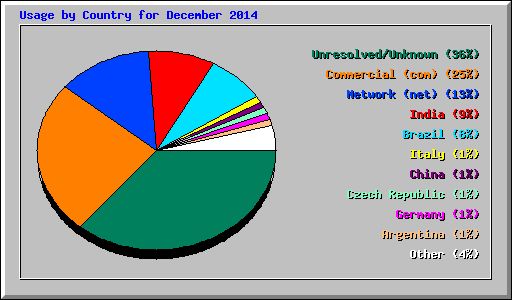 Usage by Country for December 2014
Unresolved/Unknown (36%)
Commercial (com) (25%)
Network (net) (13%)
India (9%)
Brazil (8%)
Italy (1%)
China (1%)
Czech Republic (1%)
Germany (1%)
Argentina (1%)
Other (4%)